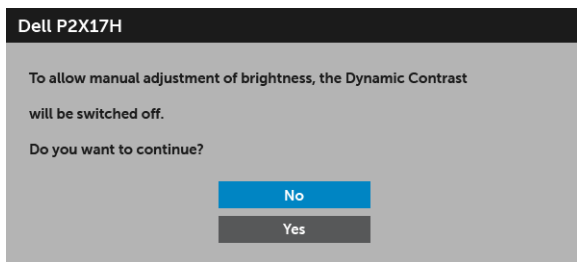 Dell P2X17H
To allow manual adjustment of brightness, the Dynamic Contrast
will be switched off.
Do you want to continue?
No
Yes